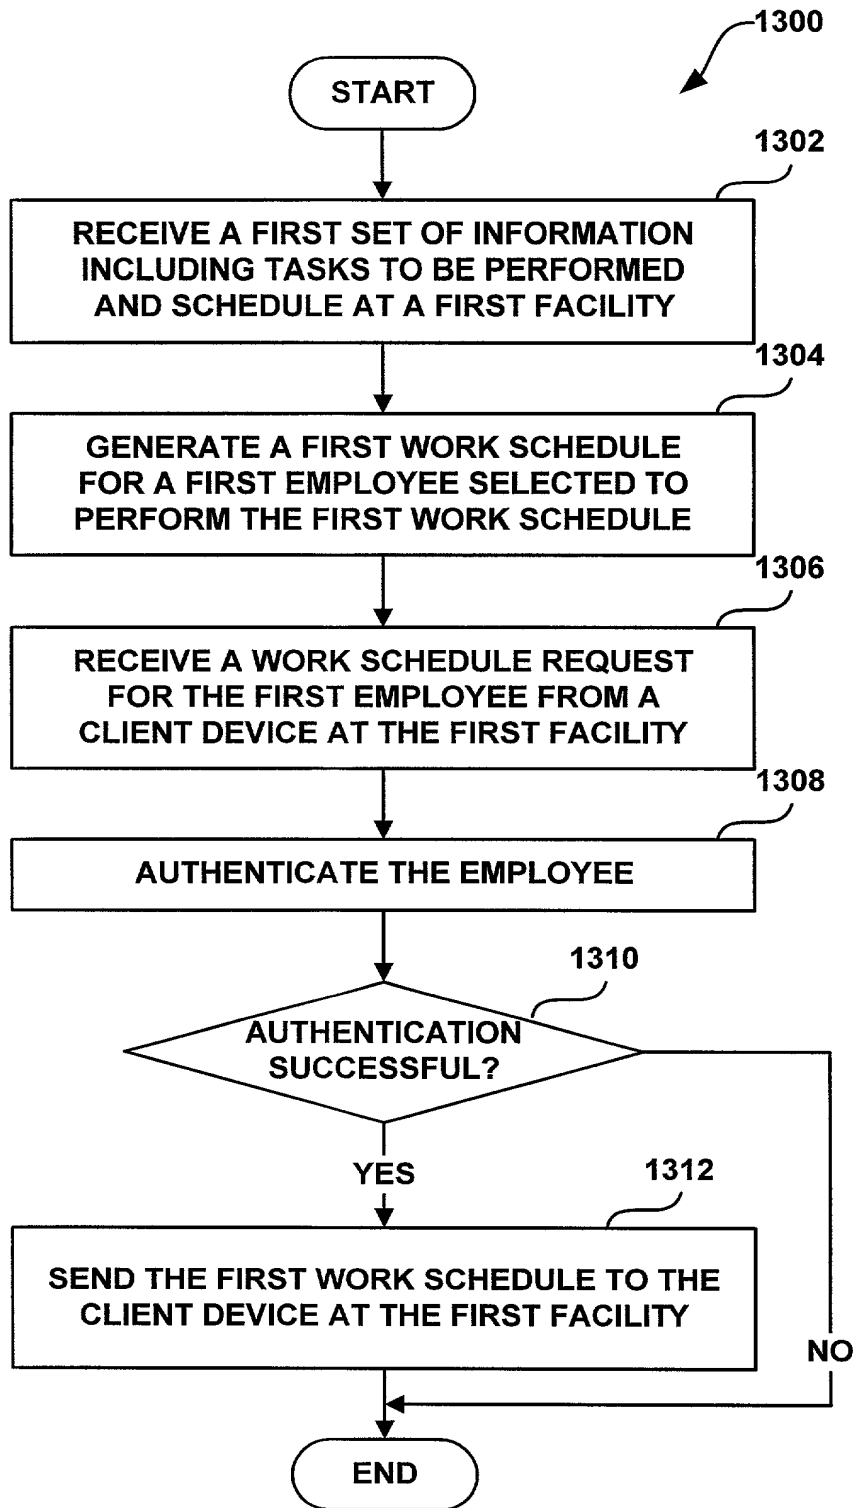 1300
START
1302
RECEIVE A FIRST SET OF INFORMATION
INCLUDING TASKS TO BE PERFORMED
AND SCHEDULE AT A FIRST FACILITY
1304
GENERATE A FIRST WORK SCHEDULE
FOR A FIRST EMPLOYEE SELECTED TO
PERFORM THE FIRST WORK SCHEDULE
1306
RECEIVE A WORK SCHEDULE REQUEST
FOR THE FIRST EMPLOYEE FROM A
CLIENT DEVICE AT THE FIRST FACILITY
1308
AUTHENTICATE THE EMPLOYEE
1310
AUTHENTICATION
SUCCESSFUL?
YES
1312
SEND THE FIRST WORK SCHEDULE TO THE
CLIENT DEVICE AT THE FIRST FACILITY
NO
END